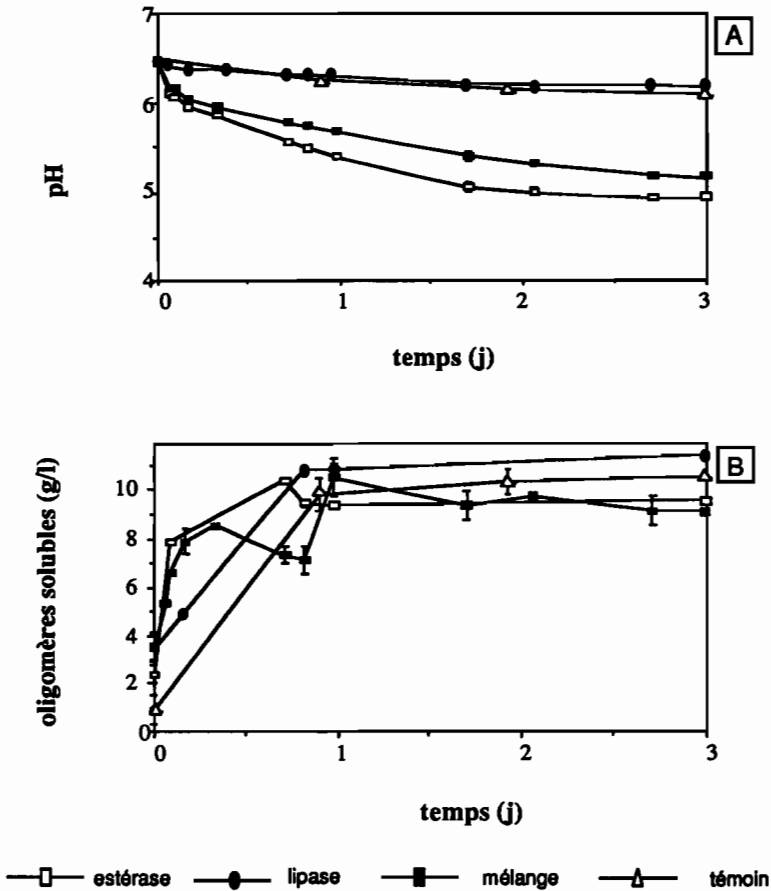 7
A
6
pH
5
4
0 1 2 3
temps (j)
B
10
8
oligomères solubles (g/l)
6
4
2
0
0 1 2 3
temps (j)
estérase lipase mélange témoin